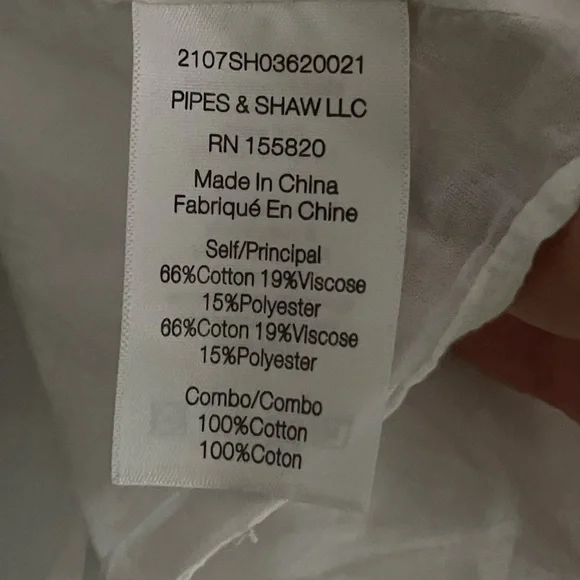 2107SH03620021
PIPES & SHAW LLC
RN 155820
Made In China
Fabriqué En Chine
Self/Principal
66%Cotton 19%Viscose
15%Polyester
66%Coton 19%Viscose
15%Polyester
Combo/Combo
100%Cotton
100%Coton